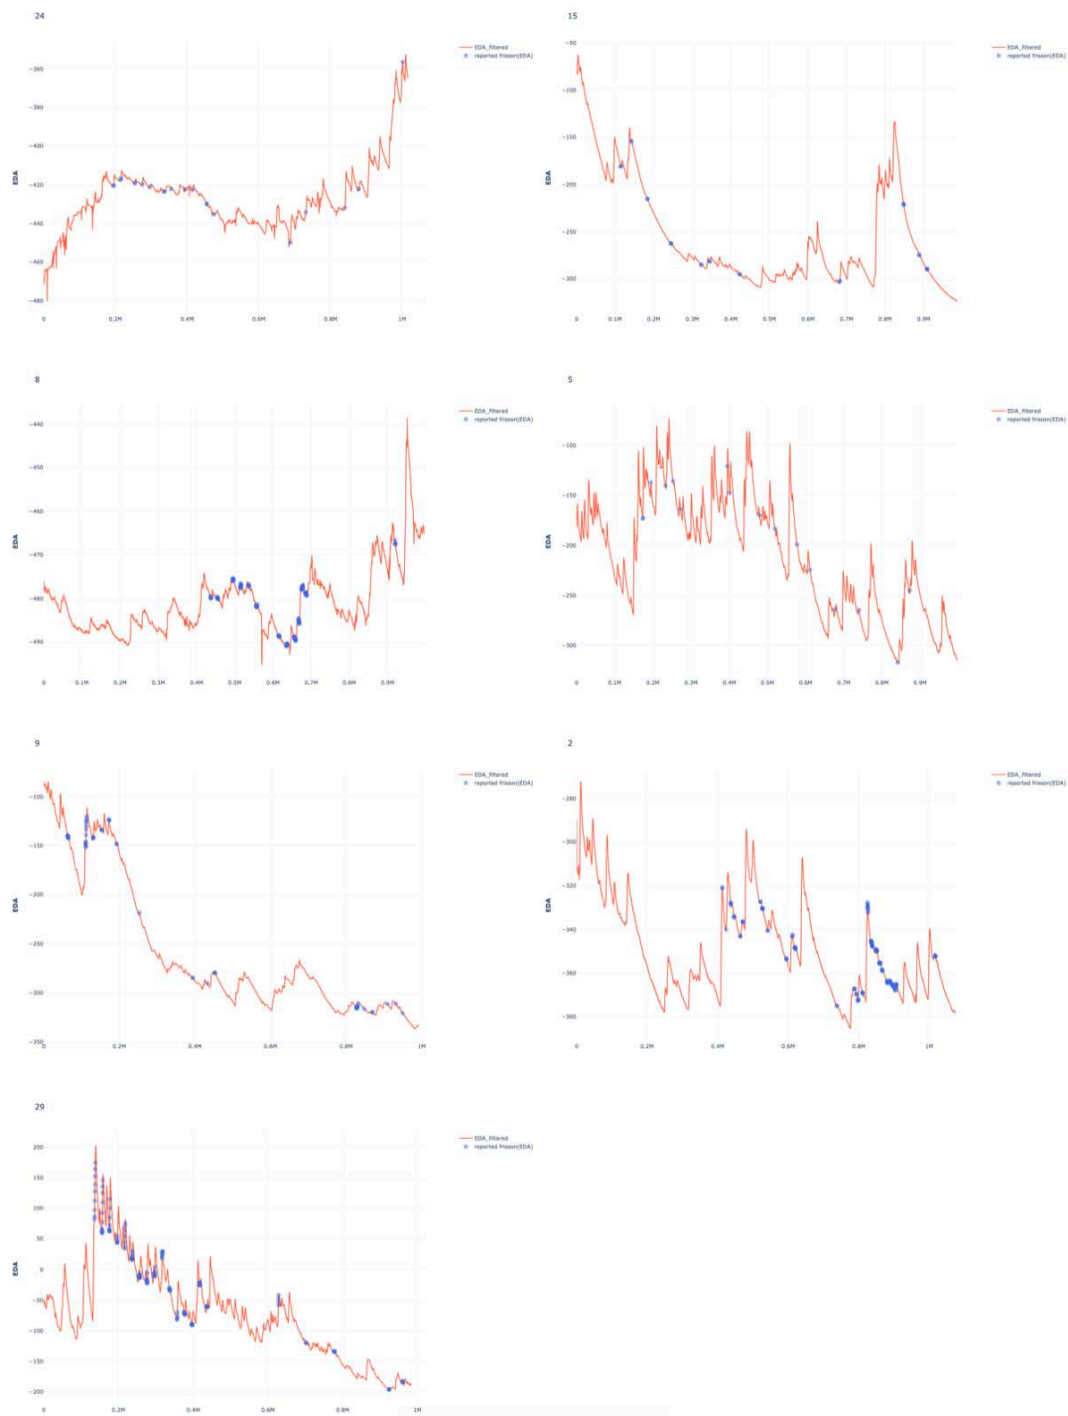 24
EDA_filtered
reported frisson(EDA)
EDA
−360
−380
−400
−420
−440
−460
−480
0 0.2M 0.4M 0.6M 0.8M 1M
15
EDA_filtered
reported frisson(EDA)
EDA
−50
−100
−150
−200
−250
−300
0 0.1M 0.2M 0.3M 0.4M 0.5M 0.6M 0.7M 0.8M 0.9M
8
EDA_filtered
reported frisson(EDA)
EDA
−440
−450
−460
−470
−480
−490
0 0.1M 0.2M 0.3M 0.4M 0.5M 0.6M 0.7M 0.8M 0.9M
5
EDA_filtered
reported frisson(EDA)
EDA
−100
−150
−200
−250
−300
0 0.1M 0.2M 0.3M 0.4M 0.5M 0.6M 0.7M 0.8M 0.9M
9
EDA_filtered
reported frisson(EDA)
EDA
−100
−150
−200
−250
−300
−350
0 0.2M 0.4M 0.6M 0.8M 1M
2
EDA_filtered
reported frisson(EDA)
EDA
−280
−300
−320
−340
−360
−380
0 0.2M 0.4M 0.6M 0.8M 1M
29
EDA_filtered
reported frisson(EDA)
EDA
200
150
100
50
0
−50
−100
−150
−200
0 0.2M 0.4M 0.6M 0.8M 1M